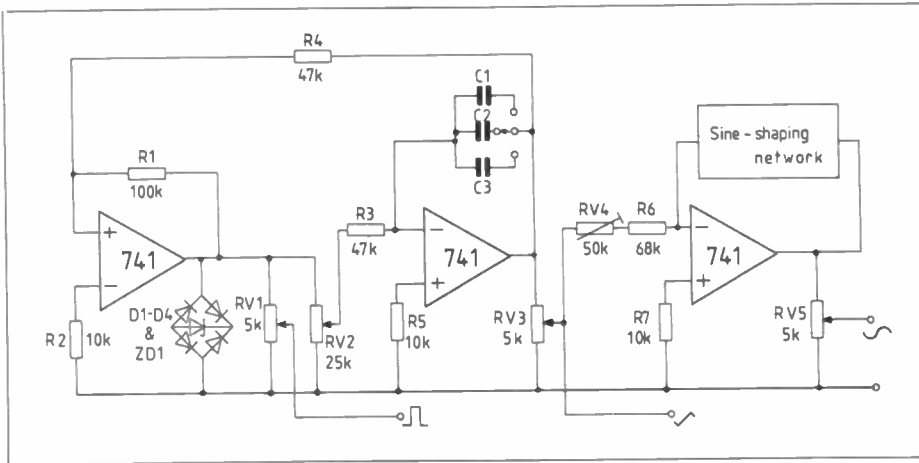 R4
47k
C1
C2
C3
Sine-shaping
network
R1
100k
R3
47k
RV4
50k
R6
68k
+
741
−
−
741
+
−
741
+
R2
10k
D1-D4
&
ZD1
RV1
5k
RV2
25k
R5
10k
RV3
5k
R7
10k
RV5
5k